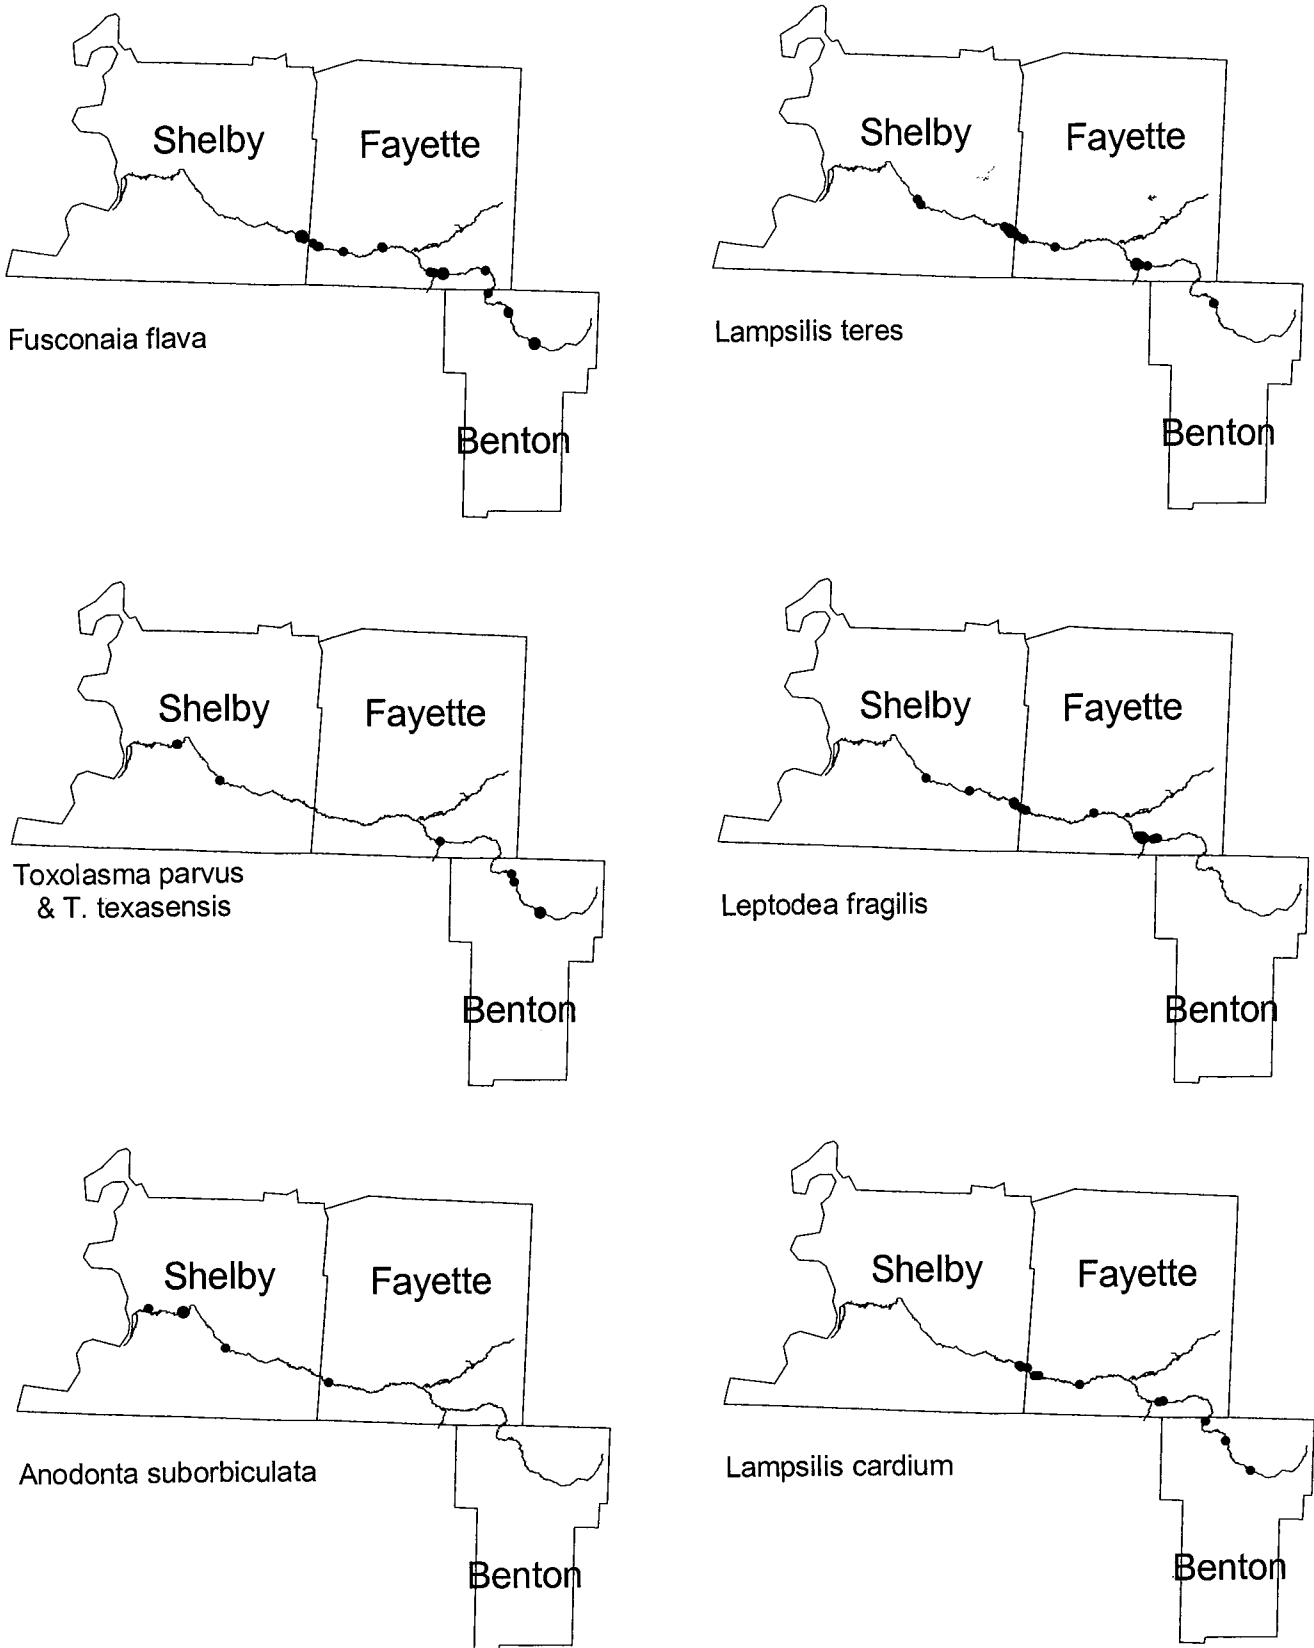 Shelby
Fayette
Benton
Fusconaia flava
Shelby
Fayette
Benton
Lampsilis teres
Shelby
Fayette
Benton
Toxolasma parvus
& T. texasensis
Shelby
Fayette
Benton
Leptodea fragilis
Shelby
Fayette
Benton
Anodonta suborbiculata
Shelby
Fayette
Benton
Lampsilis cardium